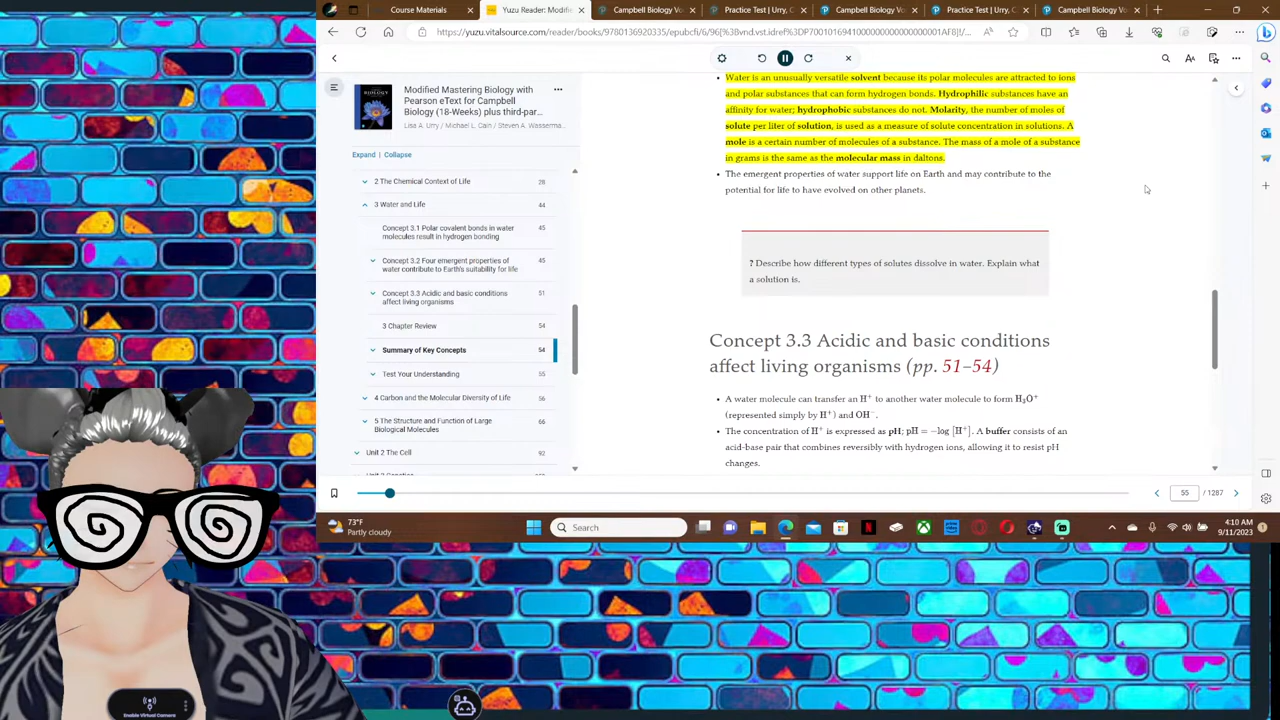 Course Materials
Yuzu Reader: Modifie
Campbell Biology Vo
Practice Test | Urry, C
Practice Test | Urry, C
Campbell Biology Vo
https://yuzu.vitalsource.com/reader/books/9780136920335/epubcfi/6/96[%3Bvnd.vst.idref%3DP7001016941000000000000000001AF8]!/...
Modified Mastering Biology with
Pearson eText for Campbell
Biology (18-Weeks) plus third-par...
Lisa A. Urry / Michael L. Cain / Steven A. Wasserma...
Expand | Collapse
2 The Chemical Context of Life 28
3 Water and Life 44
Concept 3.1 Polar covalent bonds in water 45
molecules result in hydrogen bonding
Concept 3.2 Four emergent properties of 45
water contribute to Earth's suitability for life
Concept 3.3 Acidic and basic conditions 51
affect living organisms
3 Chapter Review 54
Summary of Key Concepts 54
Test Your Understanding 55
4 Carbon and the Molecular Diversity of Life 56
5 The Structure and Function of Large 66
Biological Molecules
Unit 2 The Cell 92
• Water is an unusually versatile solvent because its polar molecules are attracted to ions
and polar substances that can form hydrogen bonds. Hydrophilic substances have an
affinity for water; hydrophobic substances do not. Molarity, the number of moles of
solute per liter of solution, is used as a measure of solute concentration in solutions. A
mole is a certain number of molecules of a substance. The mass of a mole of a substance
in grams is the same as the molecular mass in daltons.
• The emergent properties of water support life on Earth and may contribute to the
potential for life to have evolved on other planets.
? Describe how different types of solutes dissolve in water. Explain what
a solution is.
Concept 3.3 Acidic and basic conditions
affect living organisms (pp. 51–54)
• A water molecule can transfer an H⁺ to another water molecule to form H₃O⁺
(represented simply by H⁺) and OH⁻.
• The concentration of H⁺ is expressed as pH; pH = −log [H⁺]. A buffer consists of an
acid-base pair that combines reversibly with hydrogen ions, allowing it to resist pH
changes.
55 / 1287
73°F
Partly cloudy
Search
4:10 AM
9/11/2023
Enable Virtual Camera